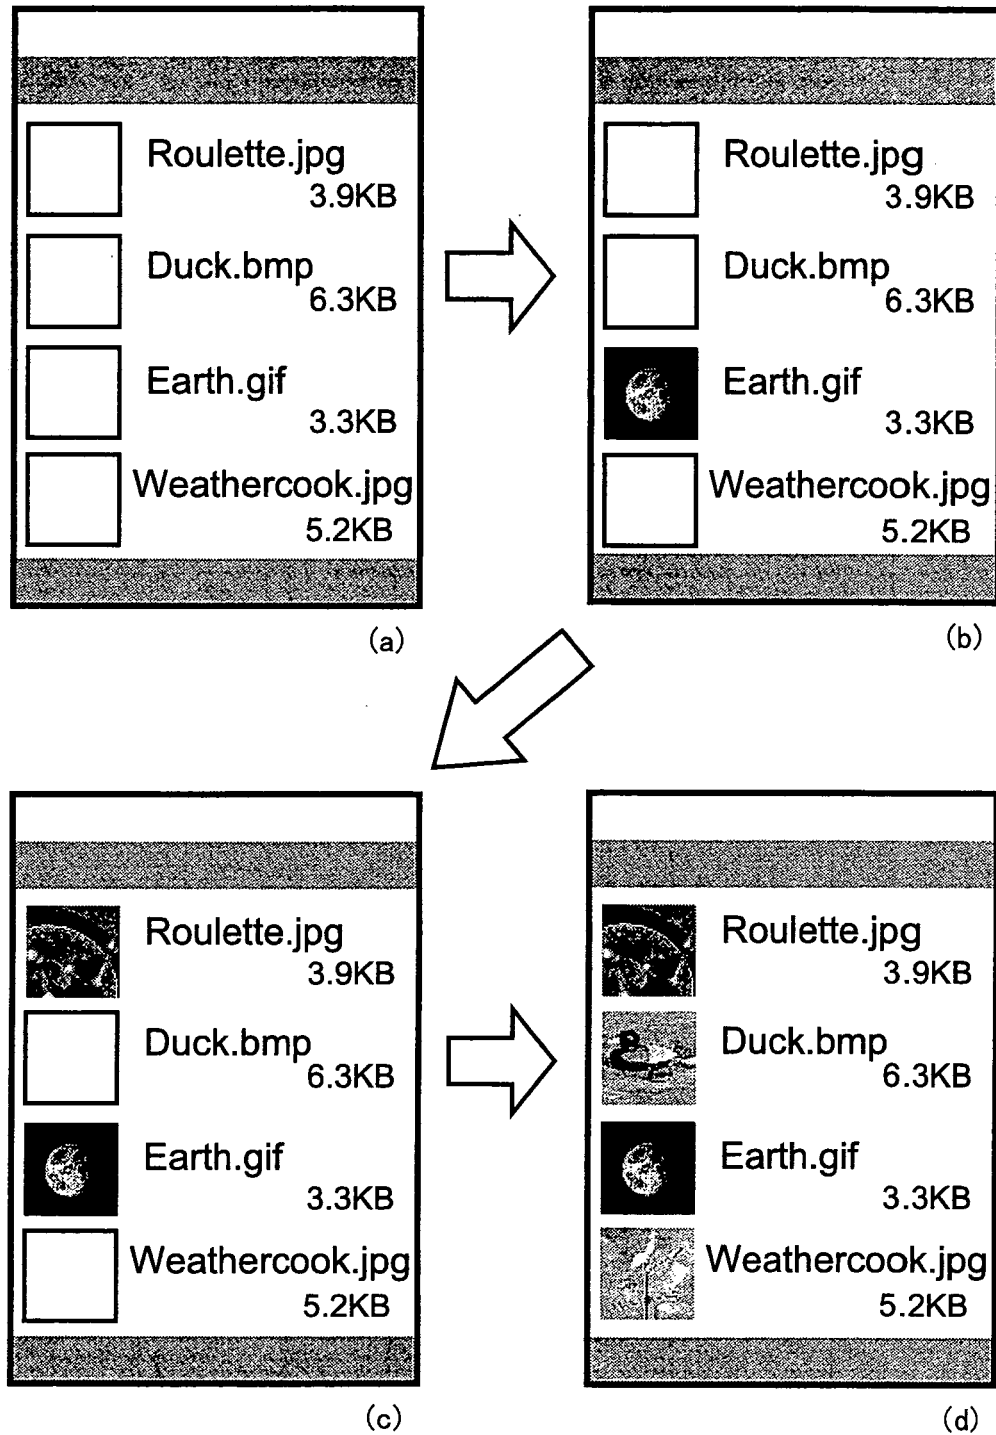 Roulette.jpg
3.9KB
Duck.bmp
6.3KB
Earth.gif
3.3KB
Weathercook.jpg
5.2KB
(a)
Roulette.jpg
3.9KB
Duck.bmp
6.3KB
Earth.gif
3.3KB
Weathercook.jpg
5.2KB
(b)
Roulette.jpg
3.9KB
Duck.bmp
6.3KB
Earth.gif
3.3KB
Weathercook.jpg
5.2KB
(c)
Roulette.jpg
3.9KB
Duck.bmp
6.3KB
Earth.gif
3.3KB
Weathercook.jpg
5.2KB
(d)